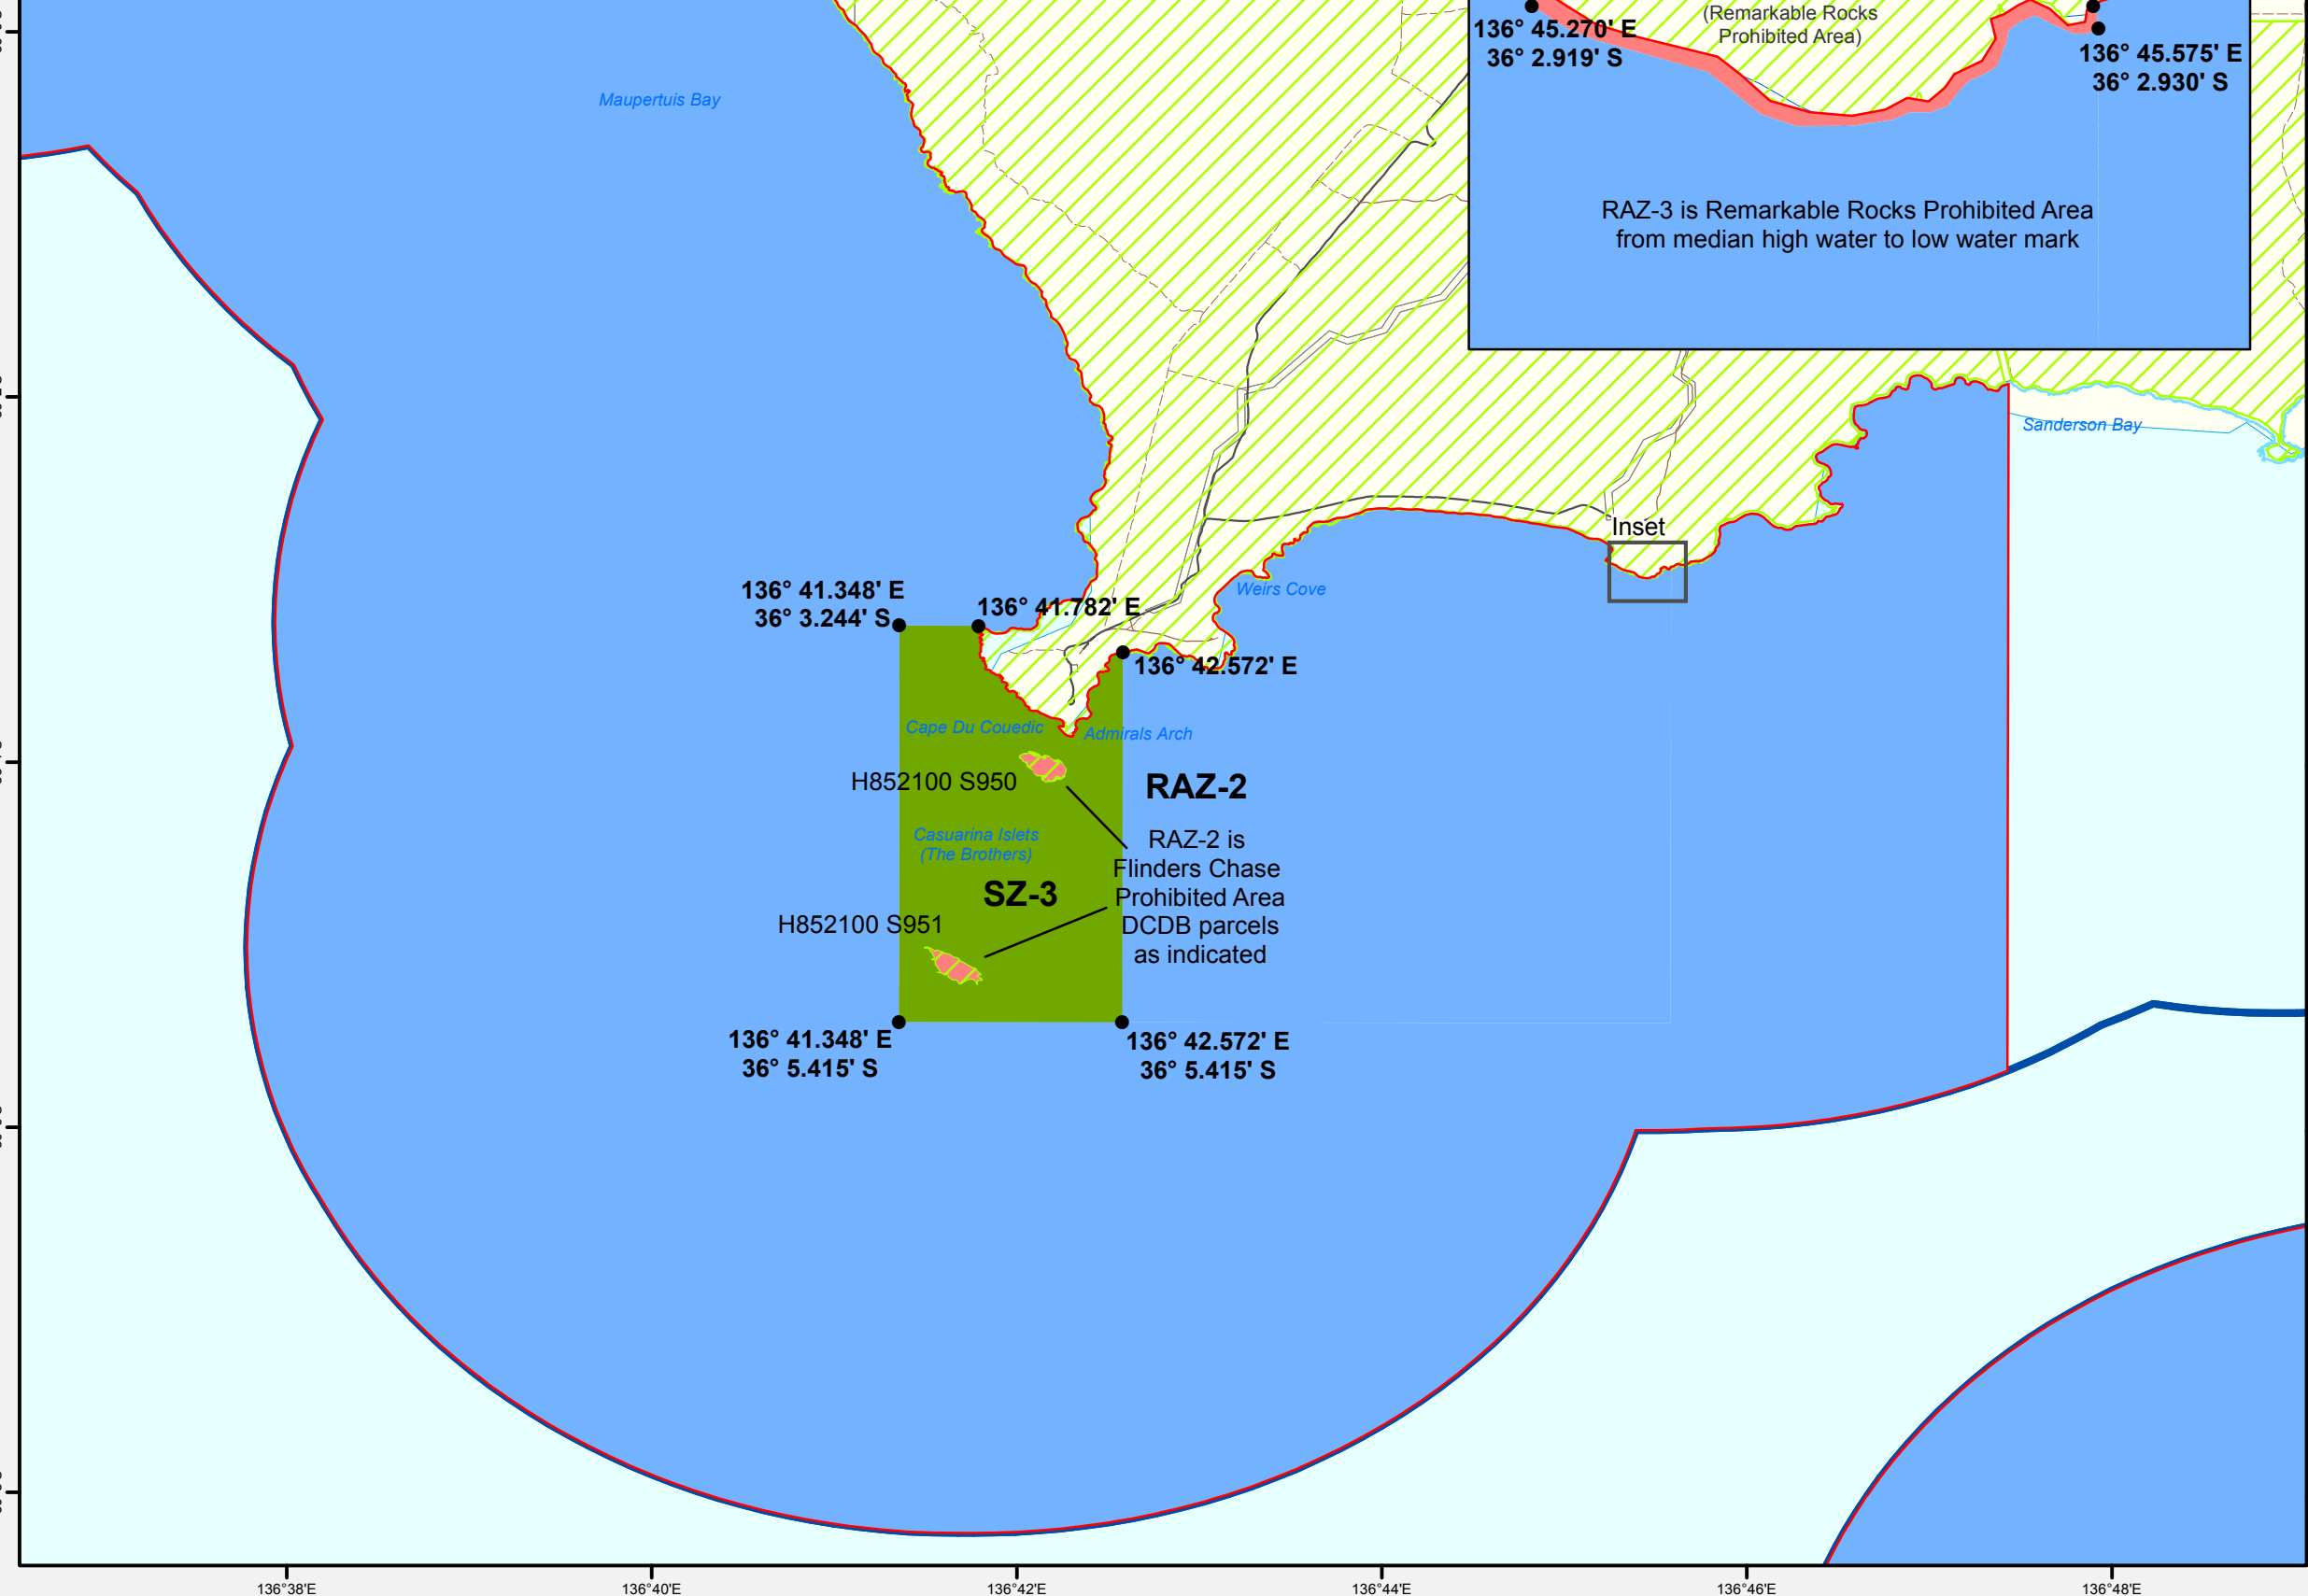 (Remarkable Rocks
Prohibited Area)
136° 45.270' E
36° 2.919' S
136° 45.575' E
36° 2.930' S
Maupertuis Bay
RAZ-3 is Remarkable Rocks Prohibited Area
from median high water to low water mark
Sanderson Bay
Inset
136° 41.348' E
36° 3.244' S
136° 41.782' E
Weirs Cove
136° 42.572' E
Cape Du Couedic
Admirals Arch
H852100 S950
RAZ-2
Casuarina Islets
(The Brothers)
RAZ-2 is
Flinders Chase
Prohibited Area
DCDB parcels
as indicated
SZ-3
H852100 S951
136° 41.348' E
36° 5.415' S
136° 42.572' E
36° 5.415' S
136°38'E
136°40'E
136°42'E
136°44'E
136°46'E
136°48'E